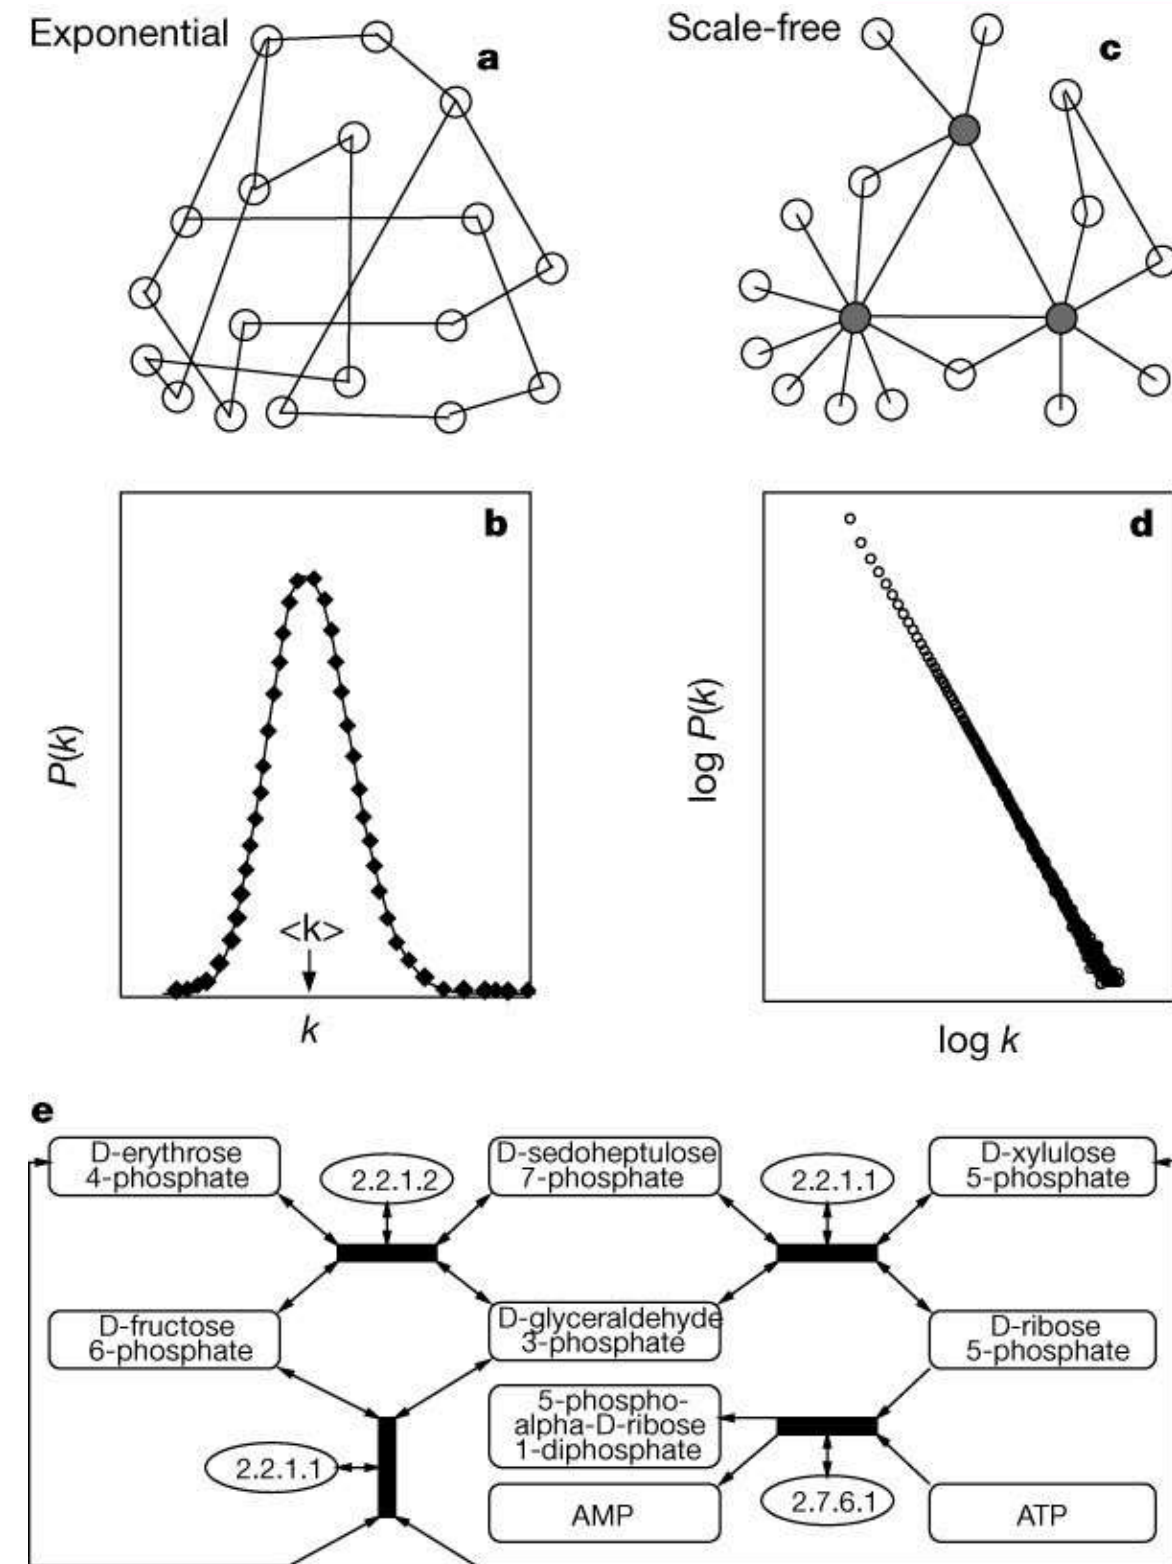 Exponential
a
Scale-free
c
b
P(k)
<k>
k
d
log P(k)
log k
e
D-erythrose
4-phosphate
2.2.1.2
D-sedoheptulose
7-phosphate
2.2.1.1
D-xylulose
5-phosphate
D-fructose
6-phosphate
D-glyceraldehyde
3-phosphate
D-ribose
5-phosphate
5-phospho-
alpha-D-ribose
1-diphosphate
2.2.1.1
AMP
2.7.6.1
ATP